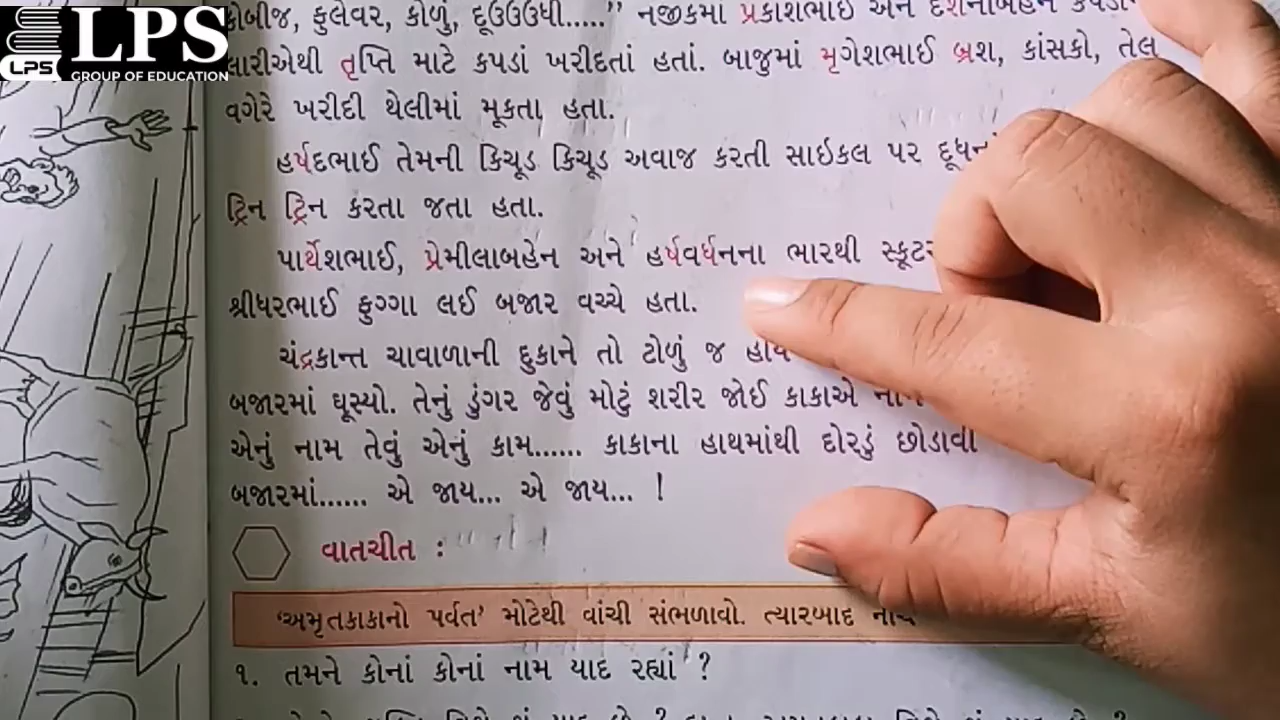 LPS
LPS
GROUP OF EDUCATION
કોબીજ, ફુલેવર, કોળું, દૂઉઉઉધી.....” નજીકમાં પ્રકાશભાઈ અને દર્શનાબહેન
લારીએથી તૃપ્તિ માટે કપડાં ખરીદતાં હતાં. બાજુમાં મૃગેશભાઈ બ્રશ, કાંસકો, તેલ
વગેરે ખરીદી થેલીમાં મૂકતા હતા.
હર્ષદભાઈ તેમની કિચૂડ કિચૂડ અવાજ કરતી સાઇકલ પર
ટ્રિન ટ્રિન કરતા જતા હતા.
પાર્થેશભાઈ, પ્રેમીલાબહેન અને હર્ષવર્ધનના ભારથી
શ્રીધરભાઈ ફુગ્ગા લઈ બજાર વચ્ચે હતા.
ચંદ્રકાન્ત ચાવાળાની દુકાને તો ટોળું જ
બજારમાં ઘૂસ્યો. તેનું ડુંગર જેવું મોટું શરીર જોઈ કાકાએ
એનું નામ તેવું એનું કામ...... કાકાના હાથમાંથી દોરડું છોડાવી
બજારમાં...... એ જાય... એ જાય... !
વાતચીત :
‘અમૃતકાકાનો પર્વત’ મોટેથી વાંચી સંભળાવો. ત્યારબાદ
૧. તમને કોનાં કોનાં નામ યાદ રહ્યાં ?